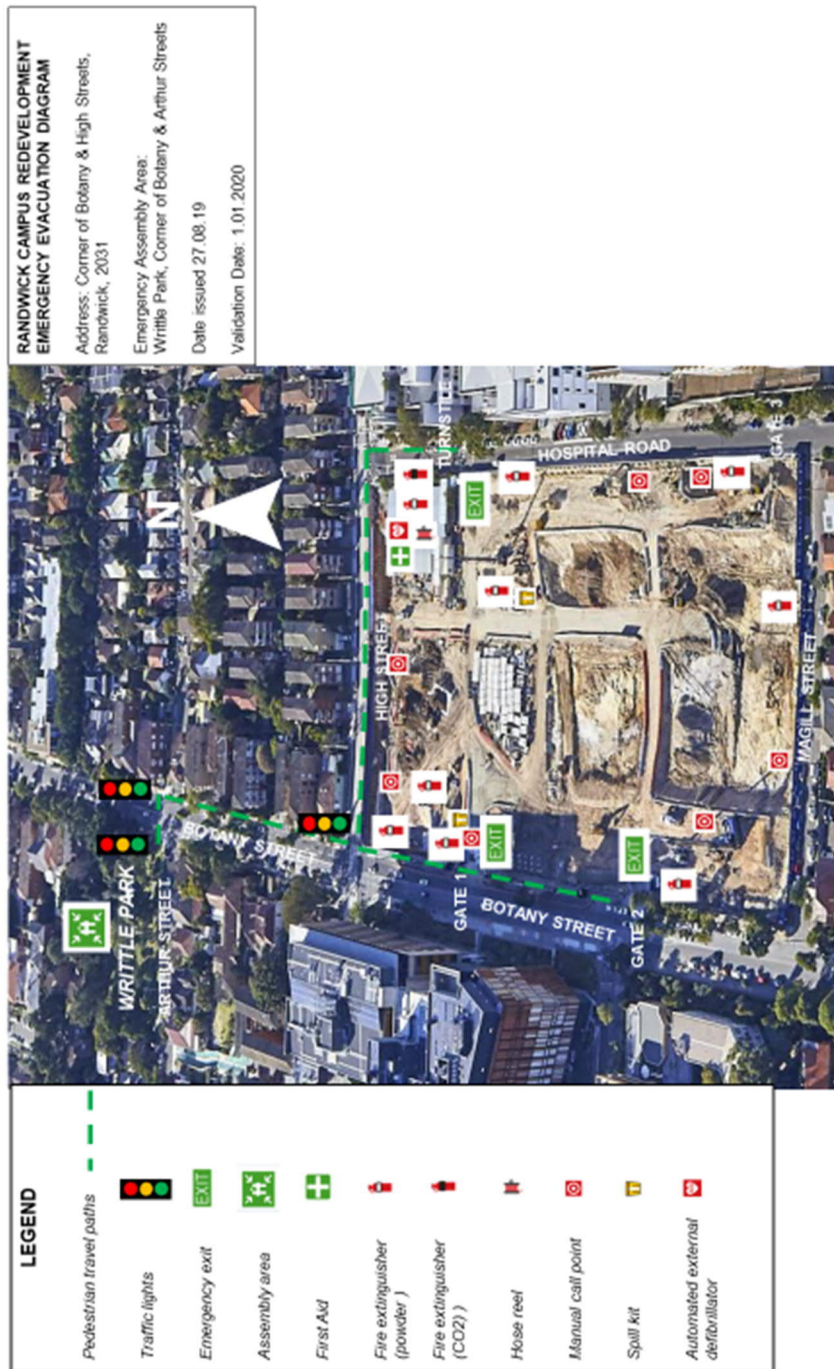 RANDWICK CAMPUS REDEVELOPMENT
EMERGENCY EVACUATION DIAGRAM
Address: Corner of Botany & High Streets,
Randwick, 2031
Emergency Assembly Area:
Writtle Park, Corner of Botany & Arthur Streets
Date issued 27.08.19
Validation Date: 1.01.2020
N
WRITTLE PARK
ARTHUR STREET
BOTANY STREET
HIGH STREET
TURNSTILE
HOSPITAL ROAD
GATE 3
EXIT
GATE 1
EXIT
BOTANY STREET
EXIT
GATE 2
MAGILL STREET
LEGEND
Pedestrian travel paths
Traffic lights
Emergency exit
EXIT
Assembly area
First Aid
Fire extinguisher
(powder )
Fire extinguisher
(CO2) )
Hose reel
Manual call point
Spill kit
Automated external
defibrillator